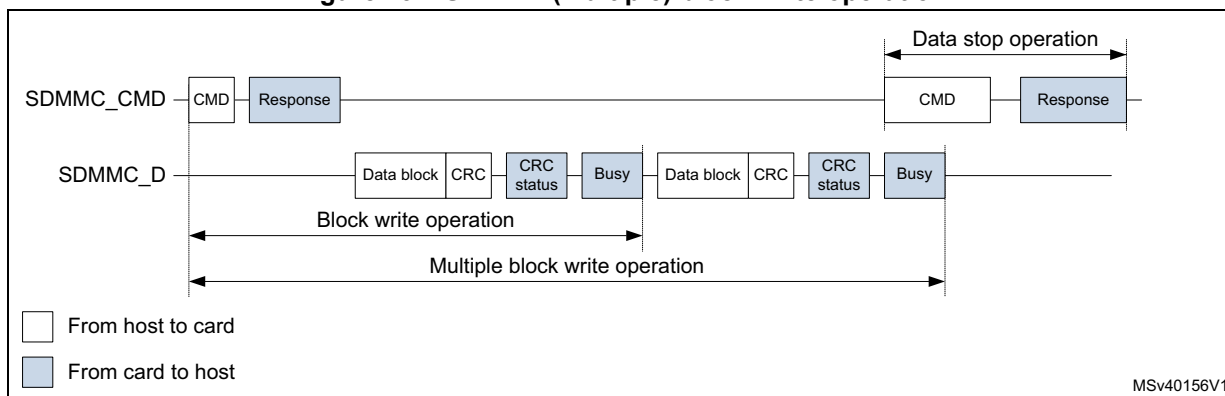 Data stop operation
SDMMC_CMD CMD Response CMD Response
SDMMC_D Data block CRC CRC status Busy Data block CRC CRC status Busy
Block write operation
Multiple block write operation
From host to card
From card to host
MSv40156V1